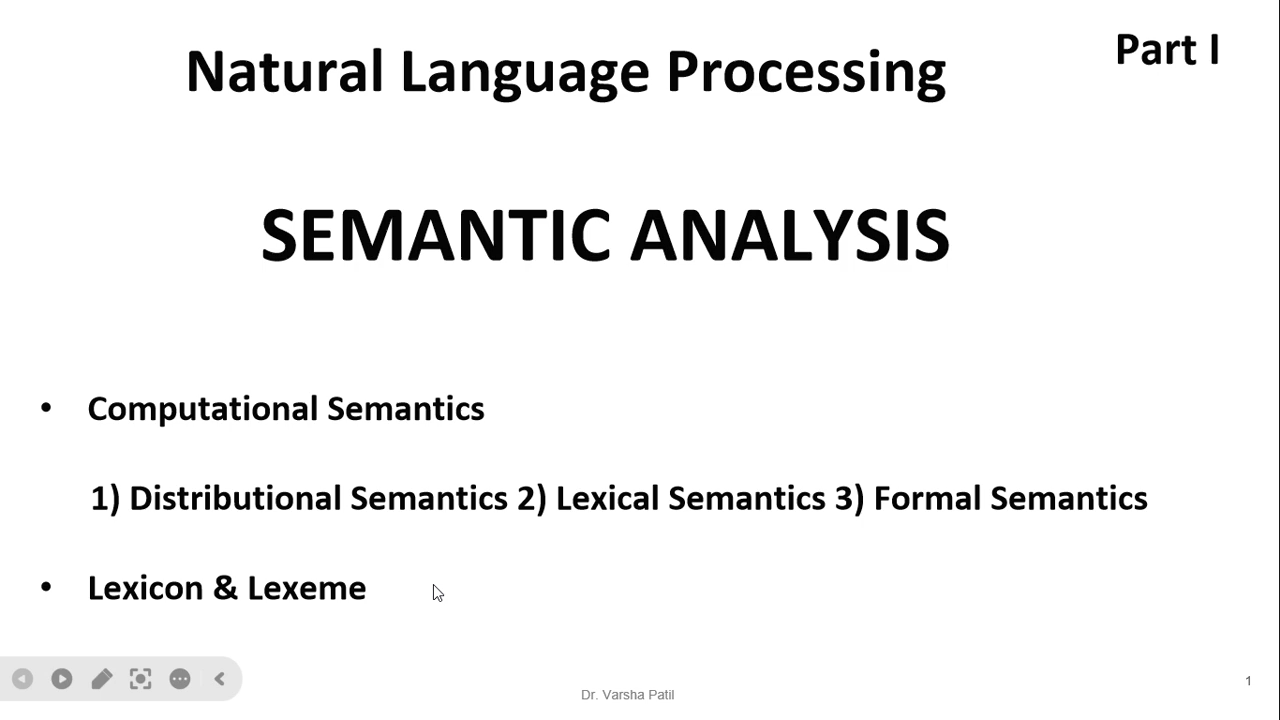 Part I
Natural Language Processing
SEMANTIC ANALYSIS
• Computational Semantics
1) Distributional Semantics 2) Lexical Semantics 3) Formal Semantics
• Lexicon & Lexeme
Dr. Varsha Patil
1